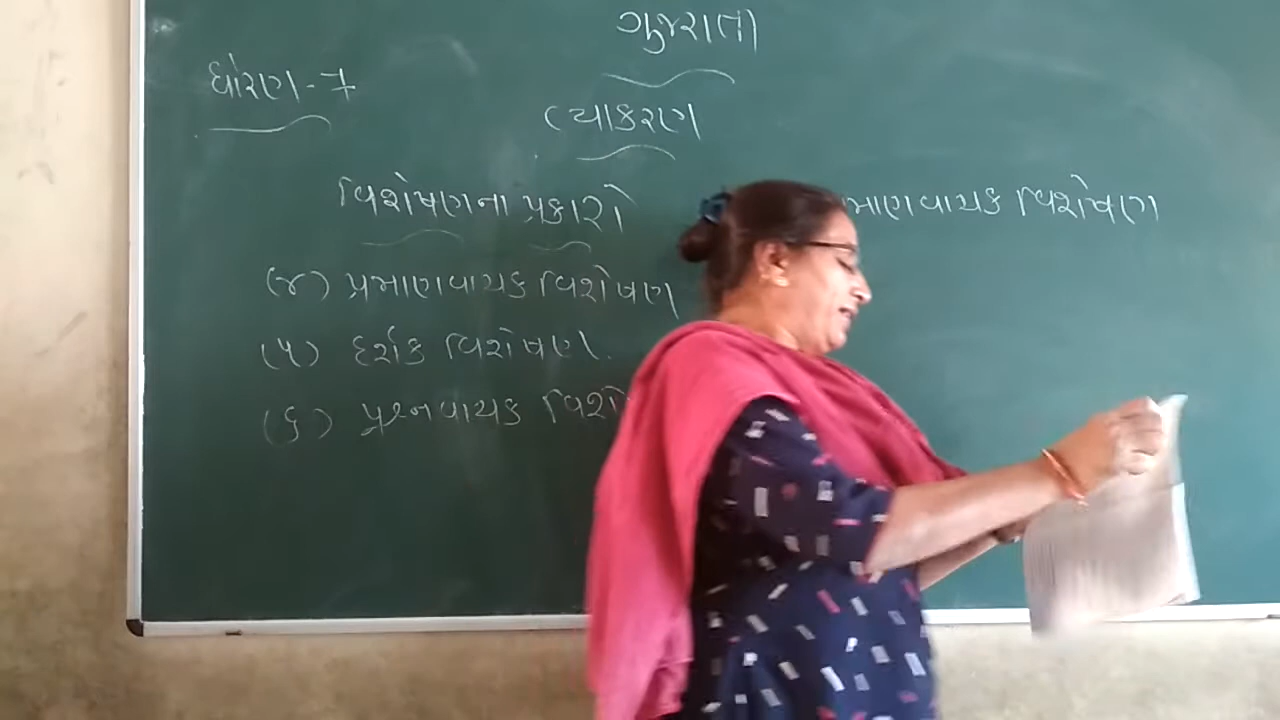 ગુજરાતી
ધોરણ-7
વ્યાકરણ
વિશેષણના પ્રકારો
(૪) પ્રમાણવાચક વિશેષણ
(૫) દર્શક વિશેષણ.
(૬) પ્રશ્નવાચક
માણવાચક વિશેષણ